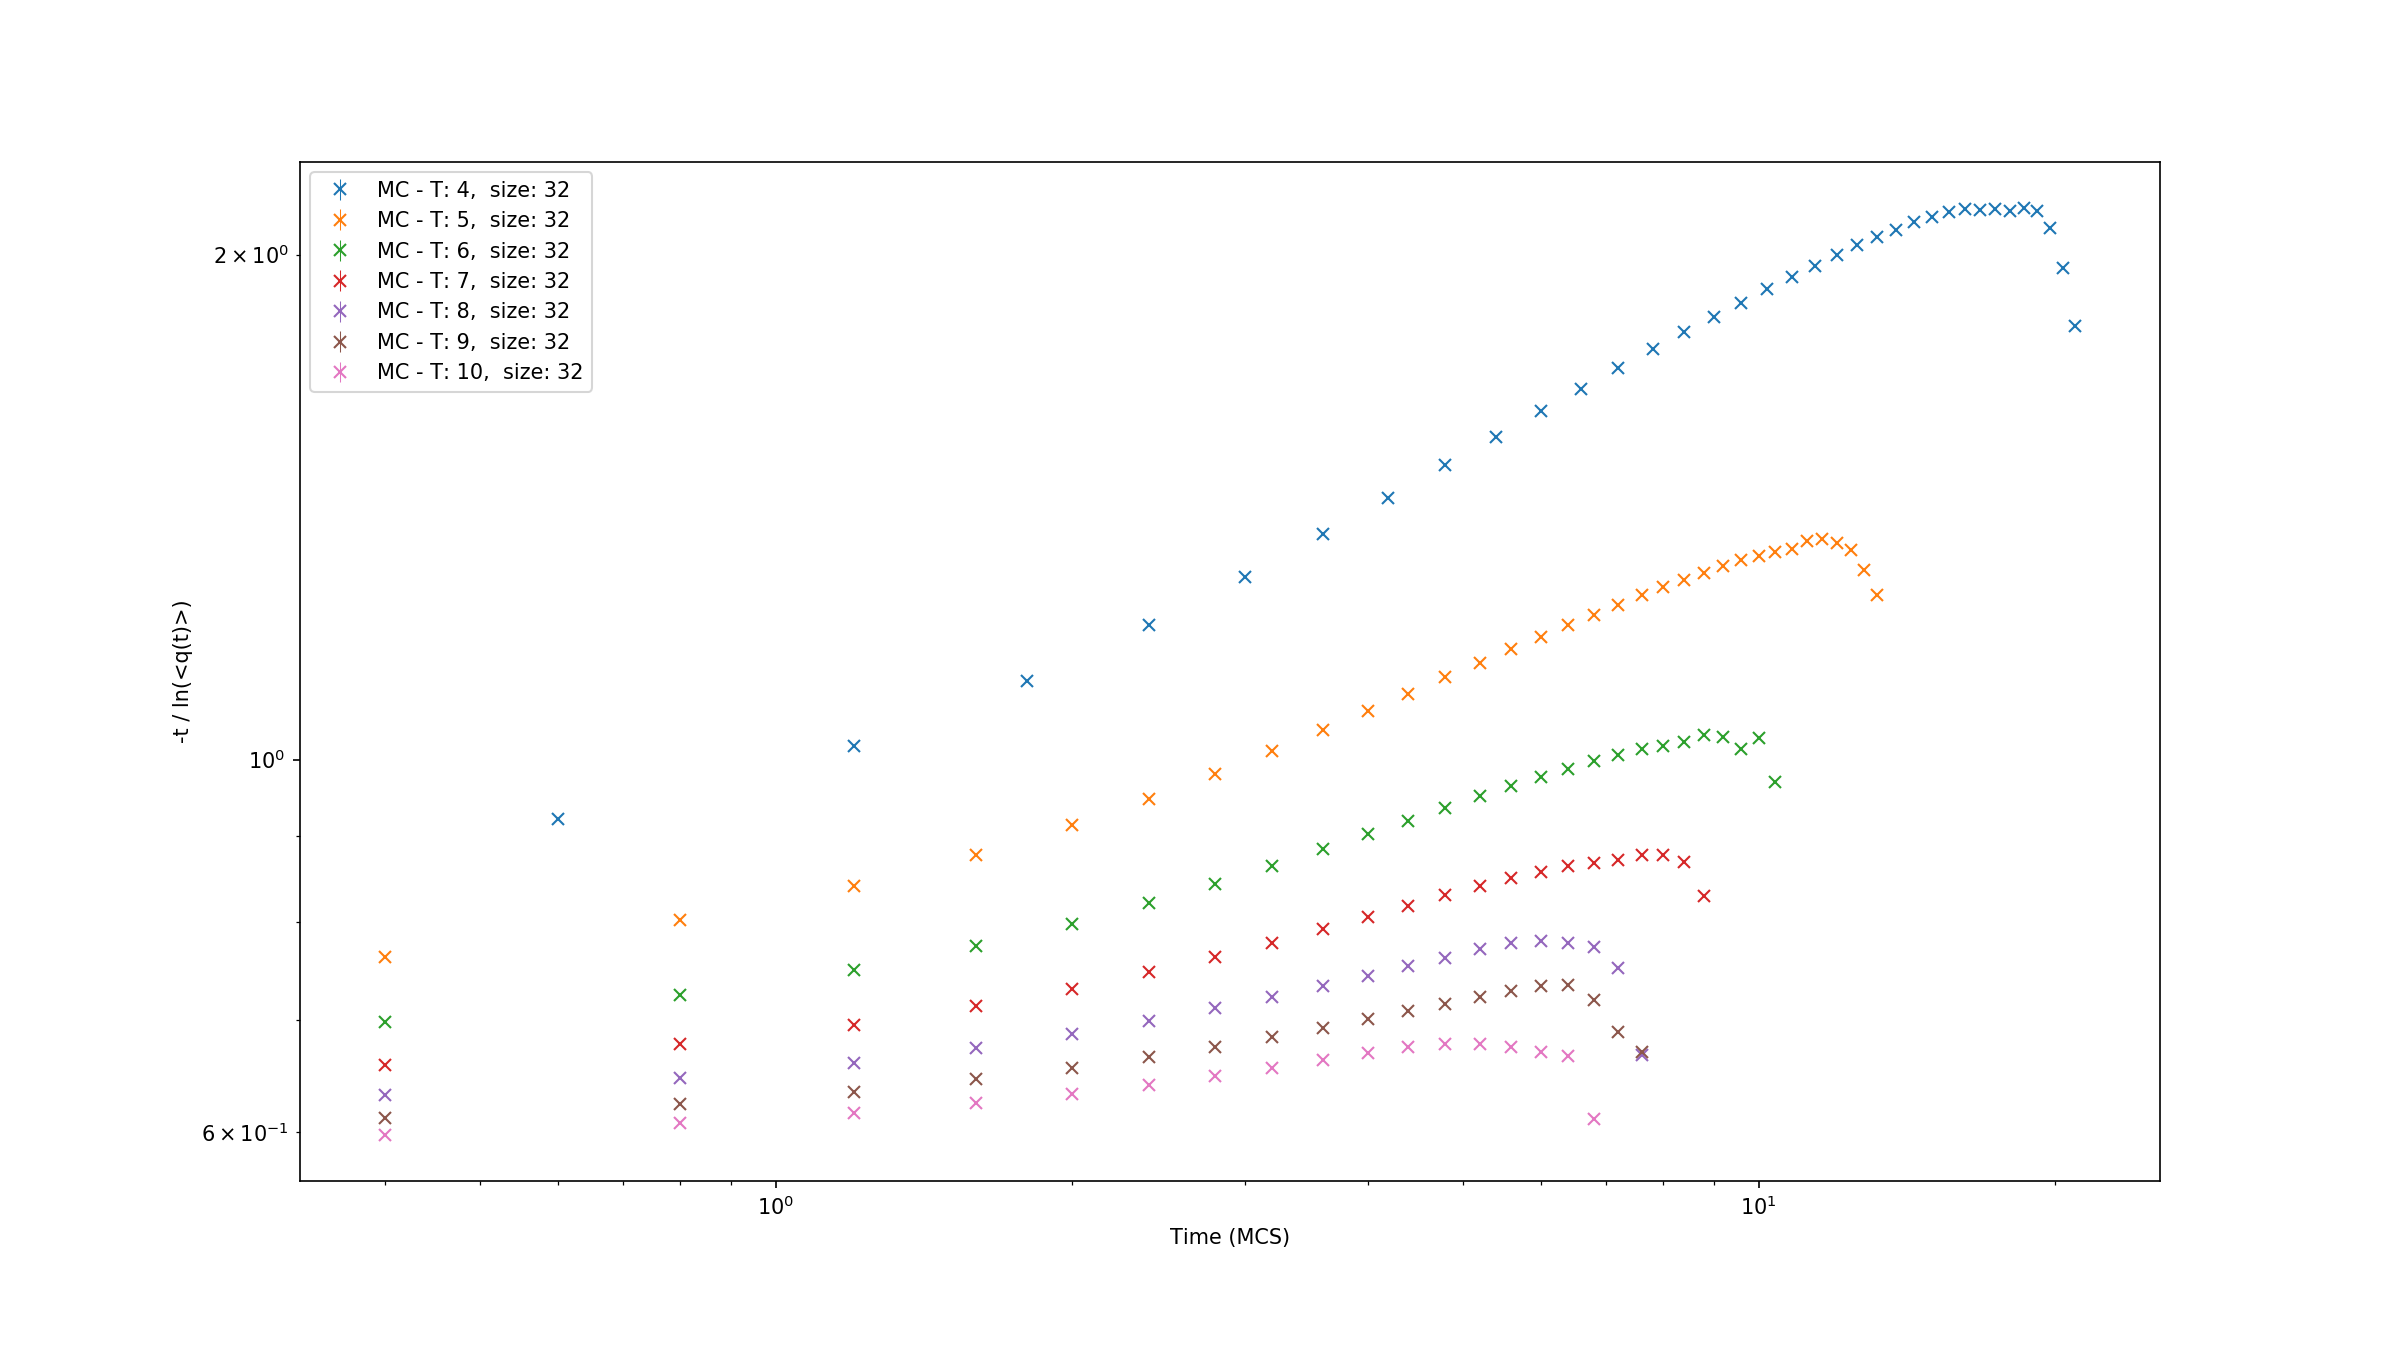 MC - T: 4,  size: 32
MC - T: 5,  size: 32
MC - T: 6,  size: 32
MC - T: 7,  size: 32
MC - T: 8,  size: 32
MC - T: 9,  size: 32
MC - T: 10,  size: 32
2 × 10⁰
10⁰
6 × 10⁻¹
-t / ln(<q(t)>)
10⁰ 10¹
Time (MCS)